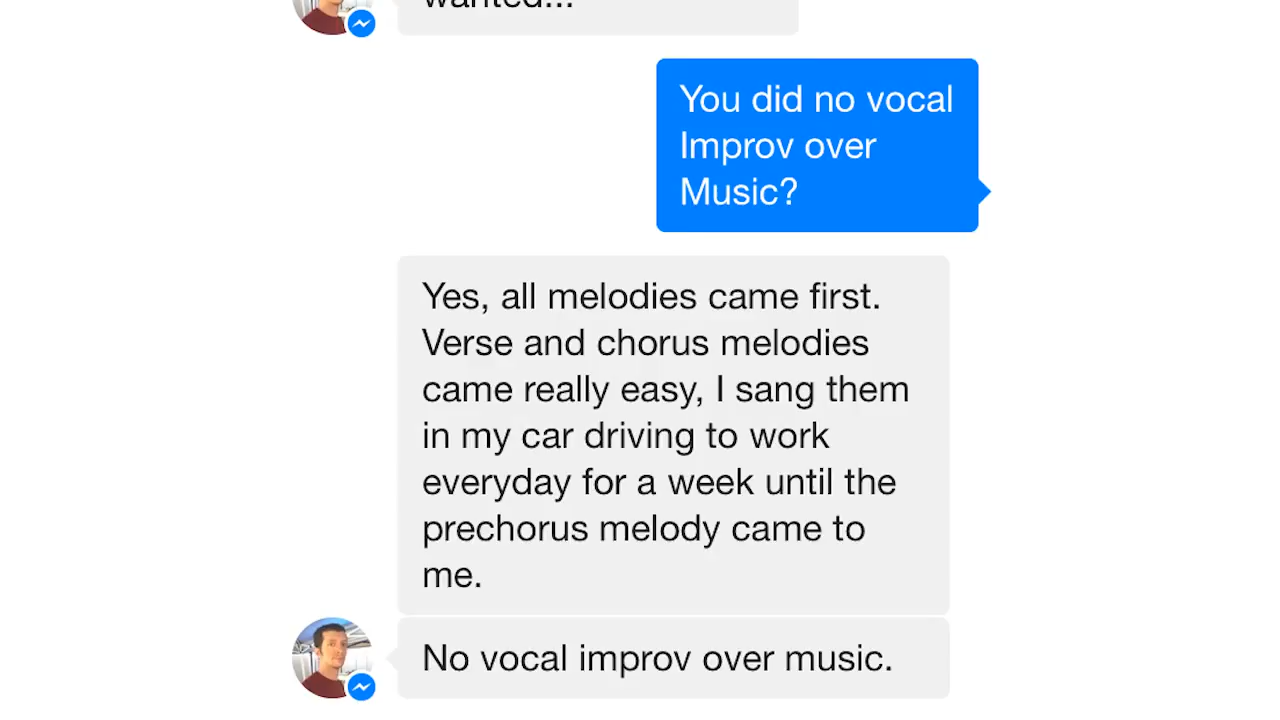 wanted...
You did no vocal
Improv over
Music?
Yes, all melodies came first.
Verse and chorus melodies
came really easy, I sang them
in my car driving to work
everyday for a week until the
prechorus melody came to
me.
No vocal improv over music.